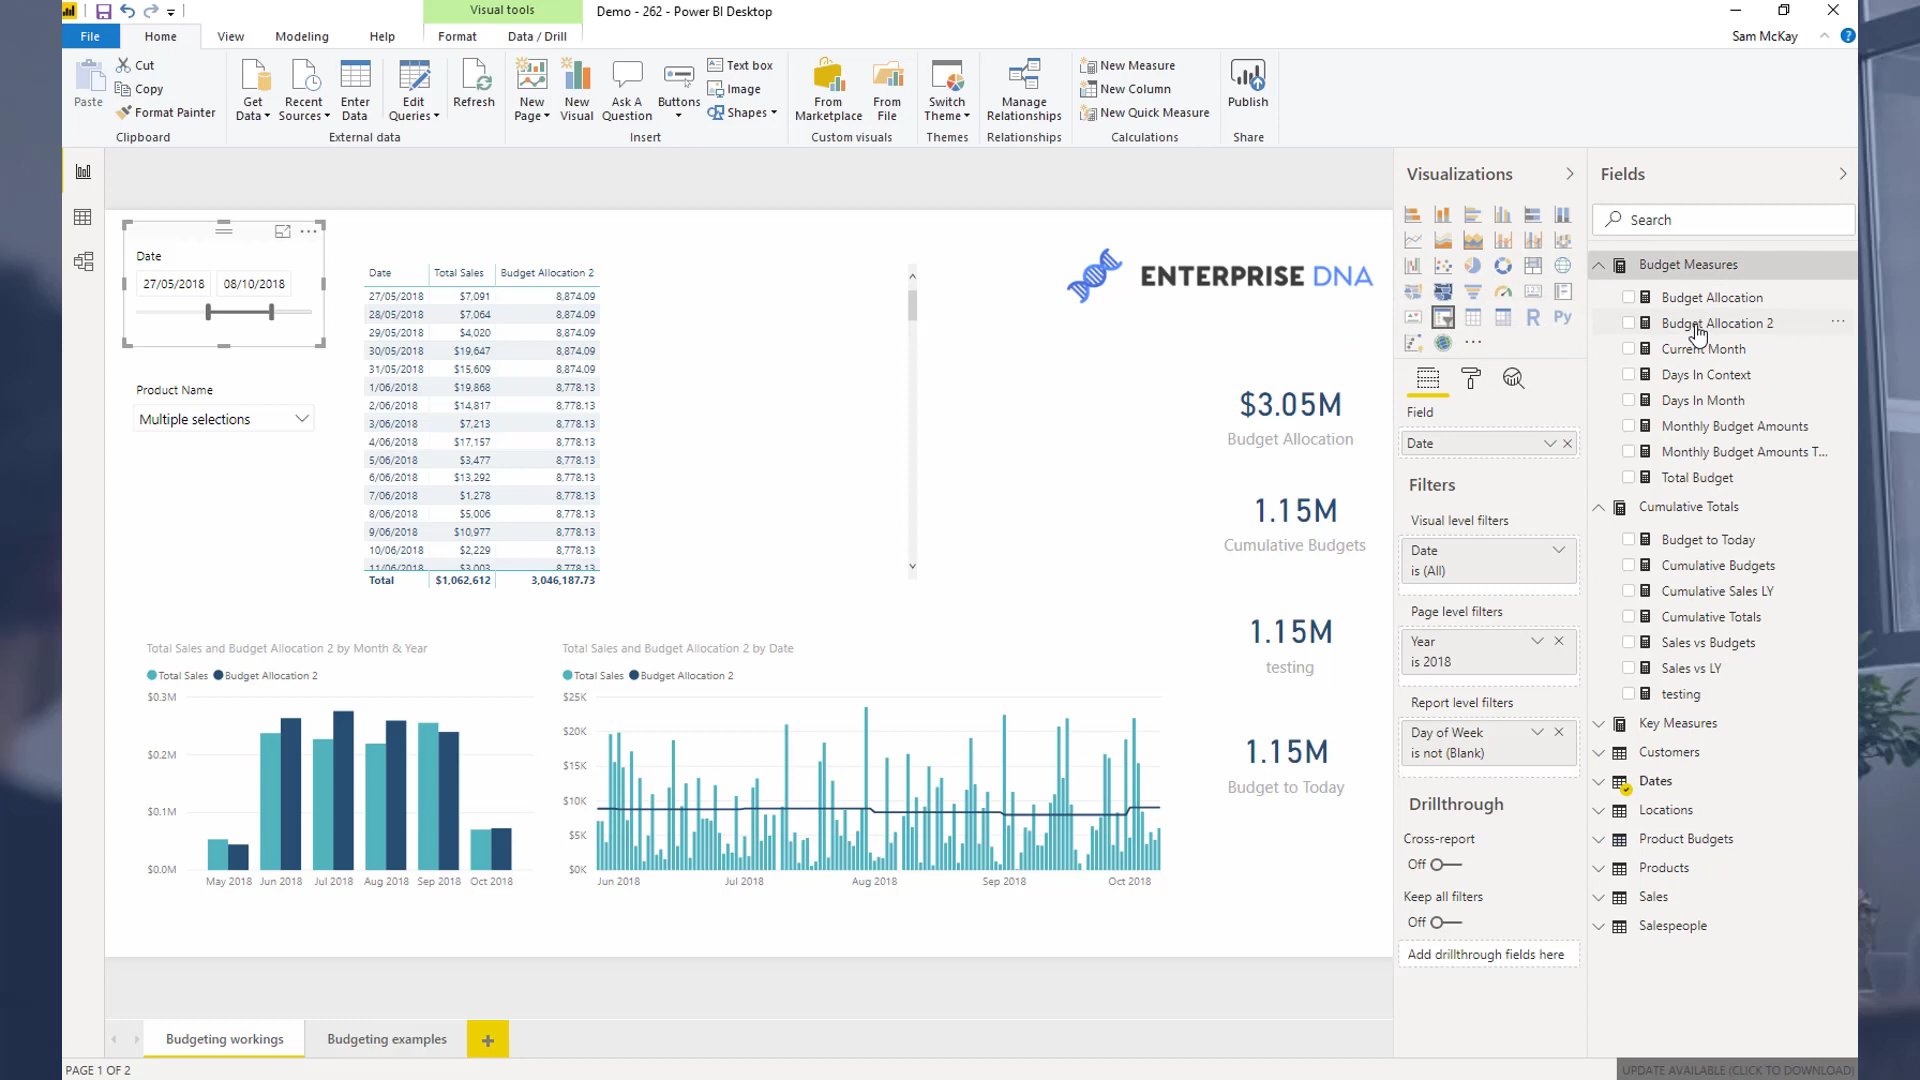 Visual tools
Demo - 262 - Power BI Desktop
File
Home
View
Modeling
Help
Format
Data / Drill
Sam McKay
Paste
Cut
Copy
Format Painter
Clipboard
Get Data
Recent Sources
Enter Data
Edit Queries
Refresh
External data
New Page
New Visual
Ask A Question
Buttons
Text box
Image
Shapes
Insert
From Marketplace
From File
Custom visuals
Switch Theme
Themes
Manage Relationships
Relationships
New Measure
New Column
New Quick Measure
Calculations
Publish
Share
Date
27/05/2018 08/10/2018
Product Name
Multiple selections
Date Total Sales Budget Allocation 2
27/05/2018 $7,091 8,874.09
28/05/2018 $7,064 8,874.09
29/05/2018 $4,020 8,874.09
30/05/2018 $19,647 8,874.09
31/05/2018 $15,609 8,874.09
1/06/2018 $19,868 8,778.13
2/06/2018 $14,817 8,778.13
3/06/2018 $7,213 8,778.13
4/06/2018 $17,157 8,778.13
5/06/2018 $3,477 8,778.13
6/06/2018 $13,292 8,778.13
7/06/2018 $1,278 8,778.13
8/06/2018 $5,006 8,778.13
9/06/2018 $10,977 8,778.13
10/06/2018 $2,229 8,778.13
11/06/2018 $3,003 8,778.13
Total $1,062,612 3,046,187.73
ENTERPRISE DNA
$3.05M
Budget Allocation
1.15M
Cumulative Budgets
1.15M
testing
1.15M
Budget to Today
Total Sales and Budget Allocation 2 by Month & Year
Total Sales Budget Allocation 2
$0.3M
$0.2M
$0.1M
$0.0M
May 2018 Jun 2018 Jul 2018 Aug 2018 Sep 2018 Oct 2018
Total Sales and Budget Allocation 2 by Date
Total Sales Budget Allocation 2
$25K
$20K
$15K
$10K
$5K
$0K
Jun 2018 Jul 2018 Aug 2018 Sep 2018 Oct 2018
Visualizations
R
Py
Field
Date
Filters
Visual level filters
Date
is (All)
Page level filters
Year
is 2018
Report level filters
Day of Week
is not (Blank)
Drillthrough
Cross-report
Off
Keep all filters
Off
Add drillthrough fields here
Fields
Search
Budget Measures
Budget Allocation
Budget Allocation 2
Current Month
Days In Context
Days In Month
Monthly Budget Amounts
Monthly Budget Amounts T...
Total Budget
Cumulative Totals
Budget to Today
Cumulative Budgets
Cumulative Sales LY
Cumulative Totals
Sales vs Budgets
Sales vs LY
testing
Key Measures
Customers
Dates
Locations
Product Budgets
Products
Sales
Salespeople
Budgeting workings
Budgeting examples
PAGE 1 OF 2
UPDATE AVAILABLE (CLICK TO DOWNLOAD)